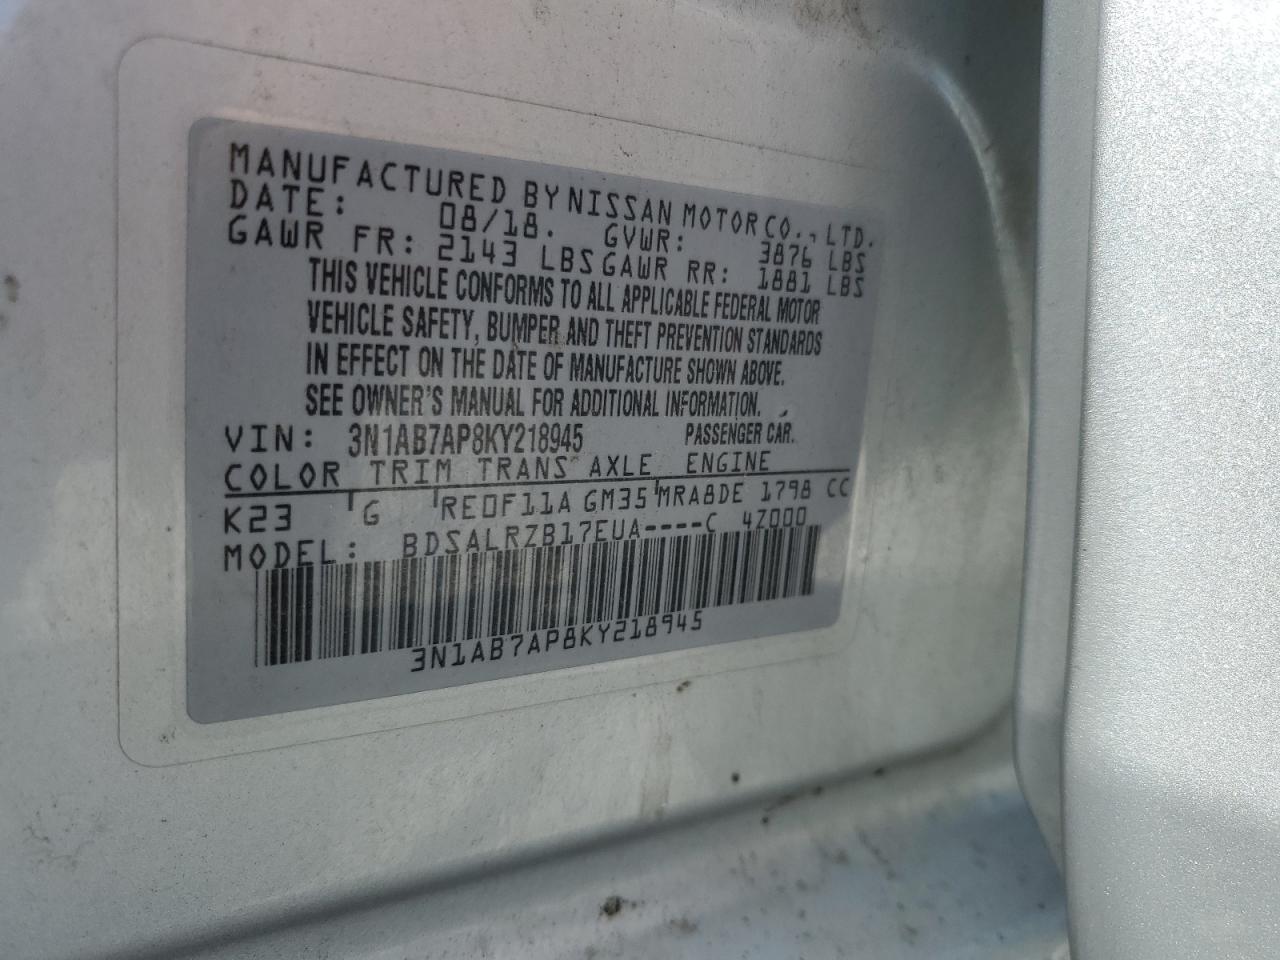 MANUFACTURED BY NISSAN MOTOR CO., LTD.
DATE: 08/18. GVWR: 3876 LBS
GAWR FR: 2143 LBS GAWR RR: 1881 LBS
THIS VEHICLE CONFORMS TO ALL APPLICABLE FEDERAL MOTOR
VEHICLE SAFETY, BUMPER AND THEFT PREVENTION STANDARDS
IN EFFECT ON THE DATE OF MANUFACTURE SHOWN ABOVE.
SEE OWNER'S MANUAL FOR ADDITIONAL INFORMATION.
VIN: 3N1AB7AP8KY218945 PASSENGER CAR.
COLOR TRIM TRANS AXLE ENGINE
K23 G RE0F11A GM35 MRA8DE 1798 CC
MODEL: BDSALRZB17EUA----C 4Z000
3N1AB7AP8KY218945